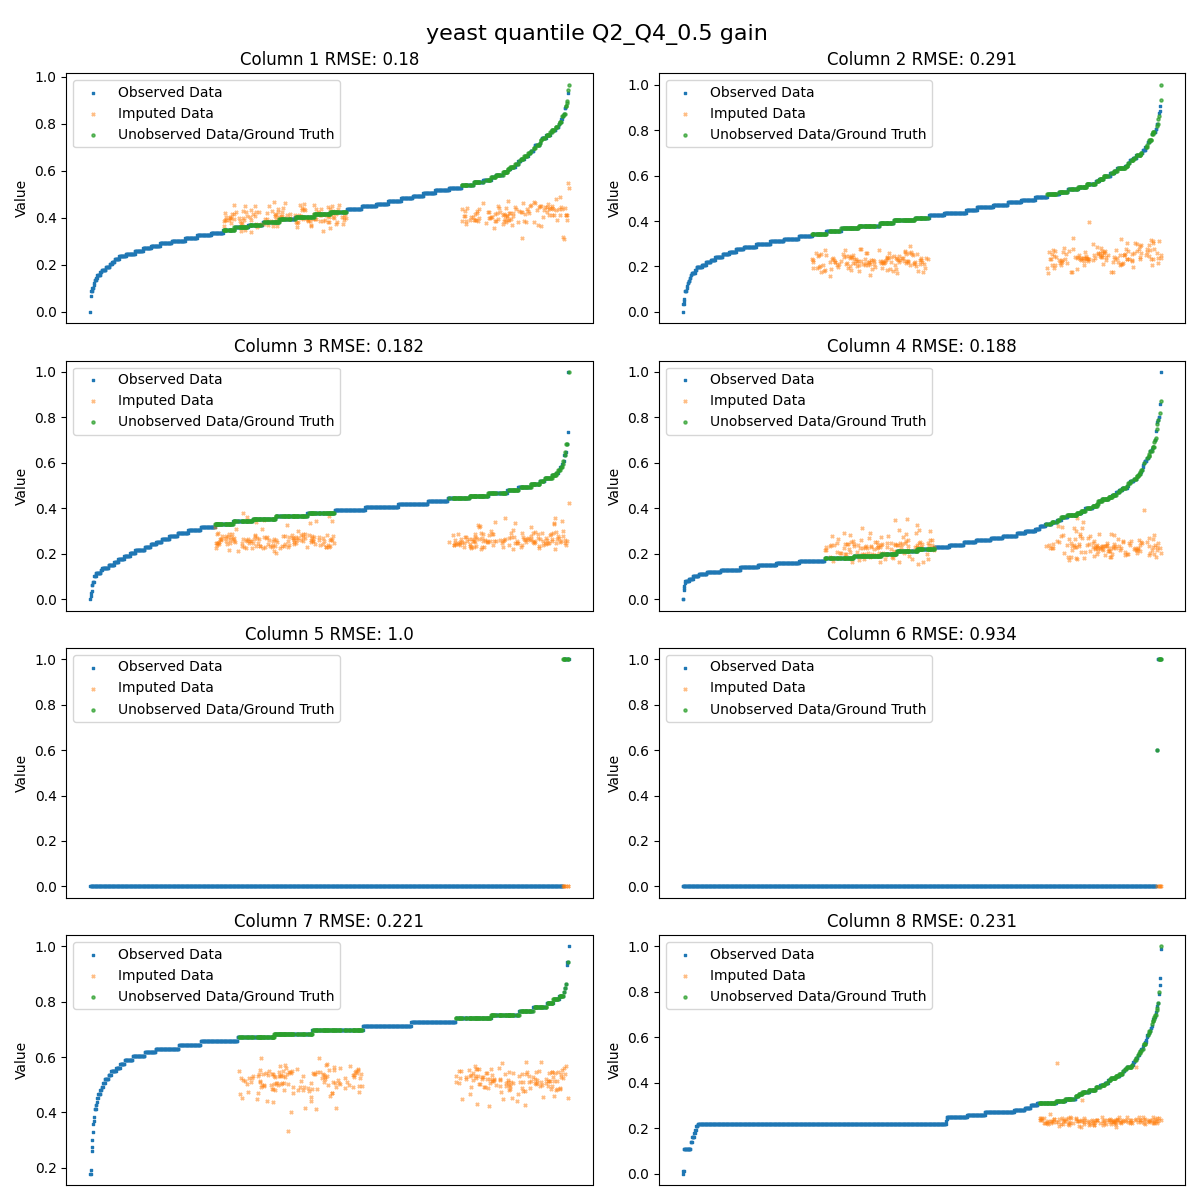 yeast quantile Q2_Q4_0.5 gain
Column 1 RMSE: 0.18
1.0
0.8
0.6
0.4
0.2
0.0
Value
Observed Data
Imputed Data
Unobserved Data/Ground Truth
Column 2 RMSE: 0.291
1.0
0.8
0.6
0.4
0.2
0.0
Value
Observed Data
Imputed Data
Unobserved Data/Ground Truth
Column 3 RMSE: 0.182
1.0
0.8
0.6
0.4
0.2
0.0
Value
Observed Data
Imputed Data
Unobserved Data/Ground Truth
Column 4 RMSE: 0.188
1.0
0.8
0.6
0.4
0.2
0.0
Value
Observed Data
Imputed Data
Unobserved Data/Ground Truth
Column 5 RMSE: 1.0
1.0
0.8
0.6
0.4
0.2
0.0
Value
Observed Data
Imputed Data
Unobserved Data/Ground Truth
Column 6 RMSE: 0.934
1.0
0.8
0.6
0.4
0.2
0.0
Value
Observed Data
Imputed Data
Unobserved Data/Ground Truth
Column 7 RMSE: 0.221
1.0
0.8
0.6
0.4
0.2
Value
Observed Data
Imputed Data
Unobserved Data/Ground Truth
Column 8 RMSE: 0.231
1.0
0.8
0.6
0.4
0.2
0.0
Value
Observed Data
Imputed Data
Unobserved Data/Ground Truth